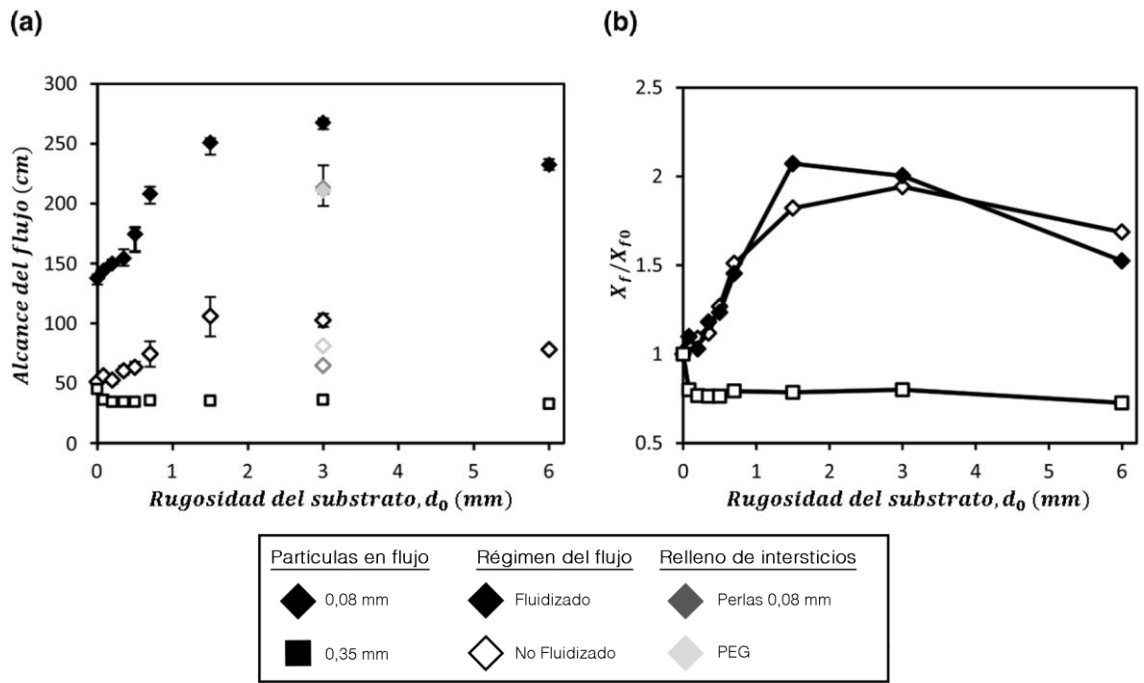 (a)
300
250
200
150
100
50
0
0 1 2 3 4 5 6
Alcance del flujo (cm)
Rugosidad del substrato, d₀ (mm)
(b)
2.5
2
1.5
1
0.5
0 1 2 3 4 5 6
X_f/X_f0
Rugosidad del substrato, d₀ (mm)
Partículas en flujo Régimen del flujo Relleno de intersticios
0,08 mm Fluidizado Perlas 0,08 mm
0,35 mm No Fluidizado PEG